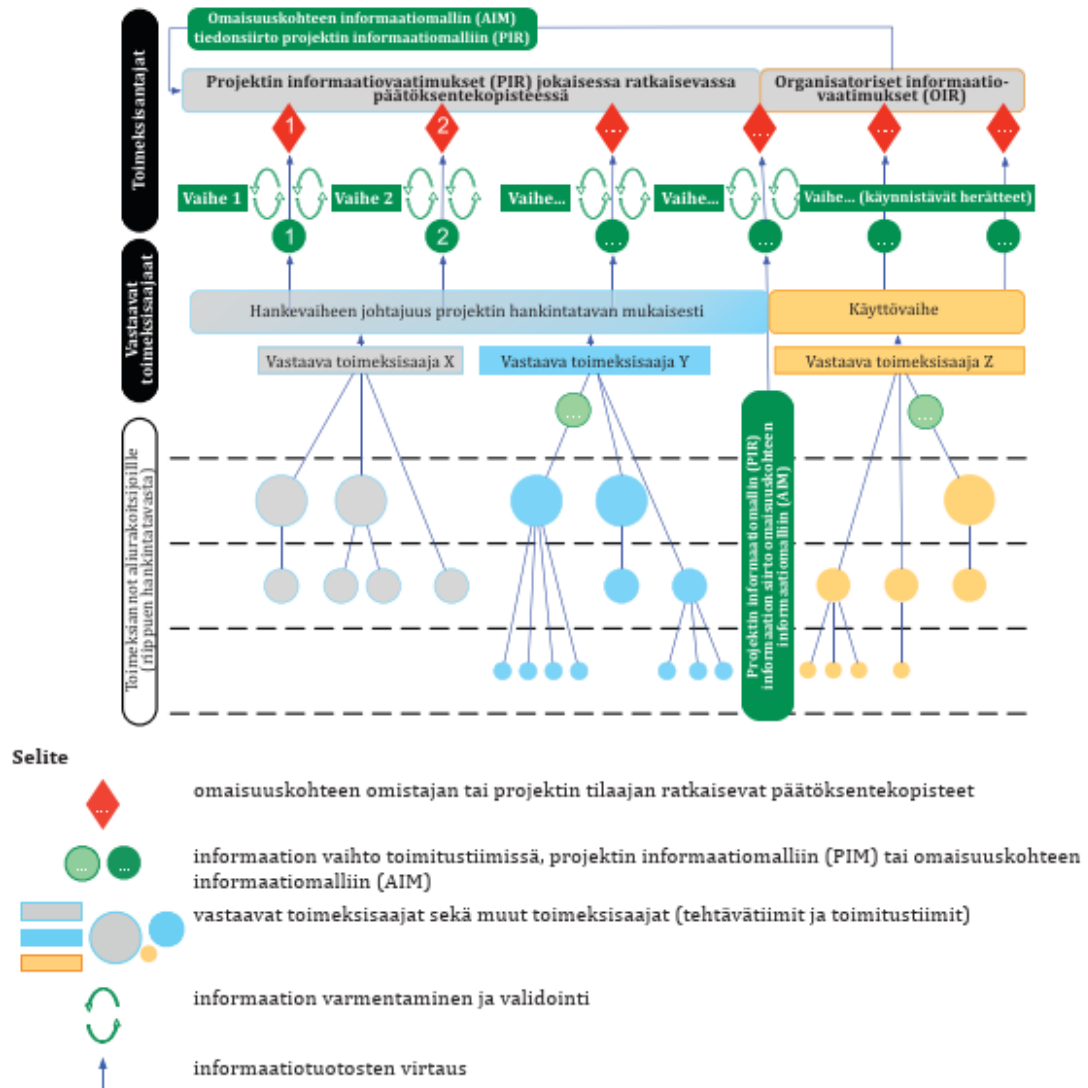 Omaisuuskohteen informaatiomallin (AIM)
tiedonsiirto projektin informaatiomalliin (PIR)
Toimeksisantajat
Projektin informaatiovaatimukset (PIR) jokaisessa ratkaisevassa
päätöksentekopisteessä
Organisatoriset informaatio-
vaatimukset (OIR)
1
2
...
...
...
...
Vaihe 1
Vaihe 2
Vaihe...
Vaihe...
Vaihe... (käynnistävät herätteet)
1
2
...
...
...
...
Vastaavat
toimeksisaajaat
Hankevaiheen johtajuus projektin hankintatavan mukaisesti
Käyttövaihe
Vastaava toimeksisaaja X
Vastaava toimeksisaaja Y
Vastaava toimeksisaaja Z
...
...
Toimeksiannot aliurakoitsijoille
(riippuen hankintatavasta)
Projektin informaatiomallin (PIR)
information siirto omaisuuskohteen
informaatiomalliin (AIM)
Selite
...
omaisuuskohteen omistajan tai projektin tilaajan ratkaisevat päätöksentekopisteet
...
...
informaation vaihto toimitustiimissä, projektin informaatiomalliin (PIM) tai omaisuuskohteen
informaatiomalliin (AIM)
vastaavat toimeksisaajat sekä muut toimeksisaajat (tehtävätiimit ja toimitustiimit)
informaation varmentaminen ja validointi
informaatiotuotosten virtaus